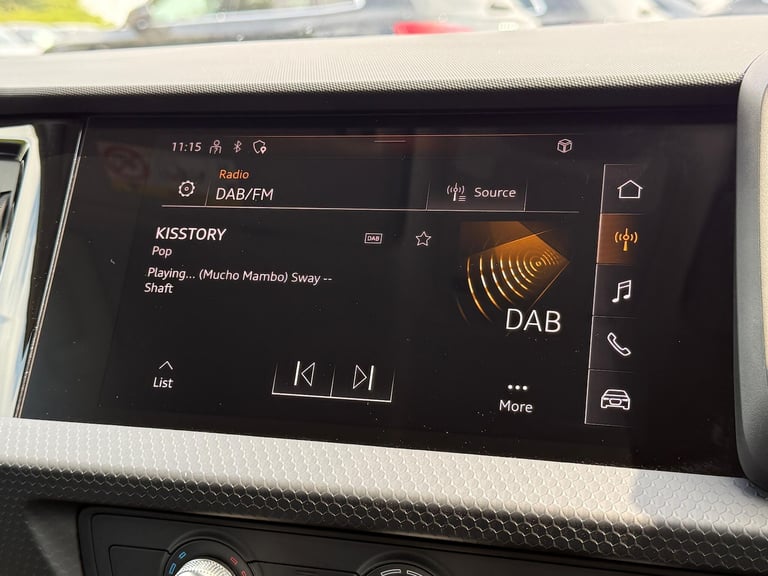 11:15
Radio
DAB/FM
Source
KISSTORY
DAB
Pop
Playing... (Mucho Mambo) Sway --
Shaft
DAB
List
More